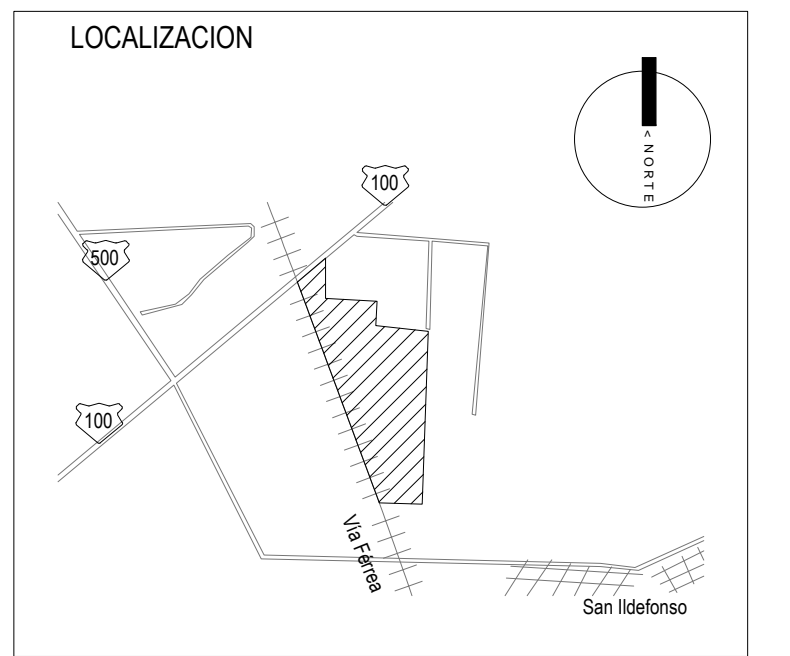 LOCALIZACION
< NORTE
100
500
100
Vía Férrea
San Ildefonso